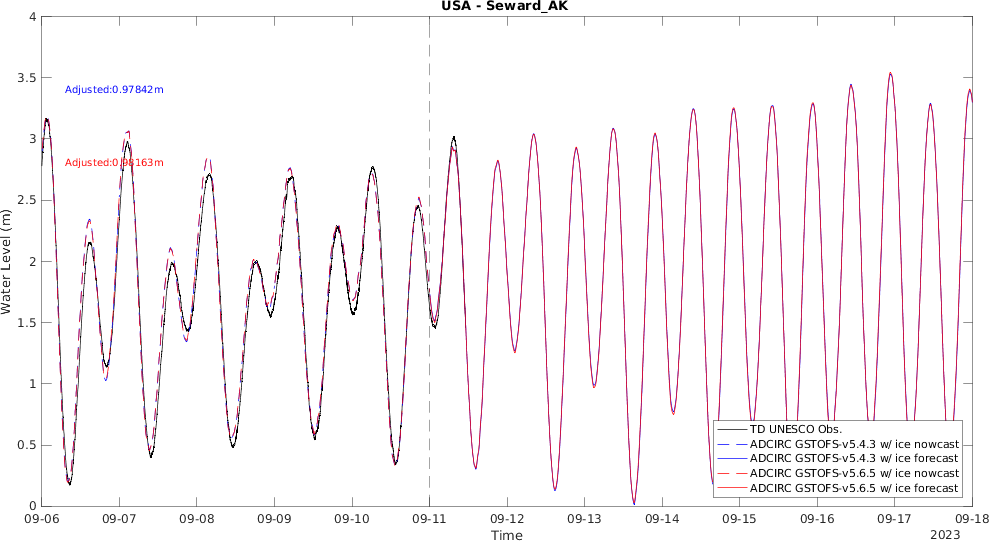 USA - Seward_AK
4
3.5
3
2.5
2
1.5
1
0.5
0
Water Level (m)
Adjusted:0.97842m
Adjusted:0.98163m
TD UNESCO Obs.
ADCIRC GSTOFS-v5.4.3 w/ ice nowcast
ADCIRC GSTOFS-v5.4.3 w/ ice forecast
ADCIRC GSTOFS-v5.6.5 w/ ice nowcast
ADCIRC GSTOFS-v5.6.5 w/ ice forecast
09-06 09-07 09-08 09-09 09-10 09-11 09-12 09-13 09-14 09-15 09-16 09-17 09-18
Time
2023